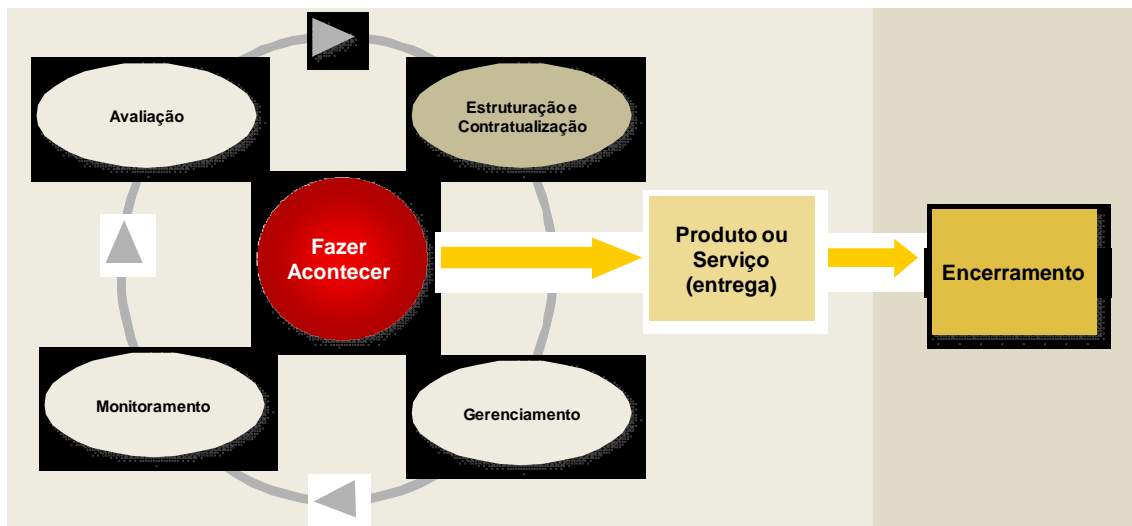 Avaliação
Estruturação e
Contratualização
Fazer
Acontecer
Produto ou
Serviço
(entrega)
Encerramento
Monitoramento
Gerenciamento